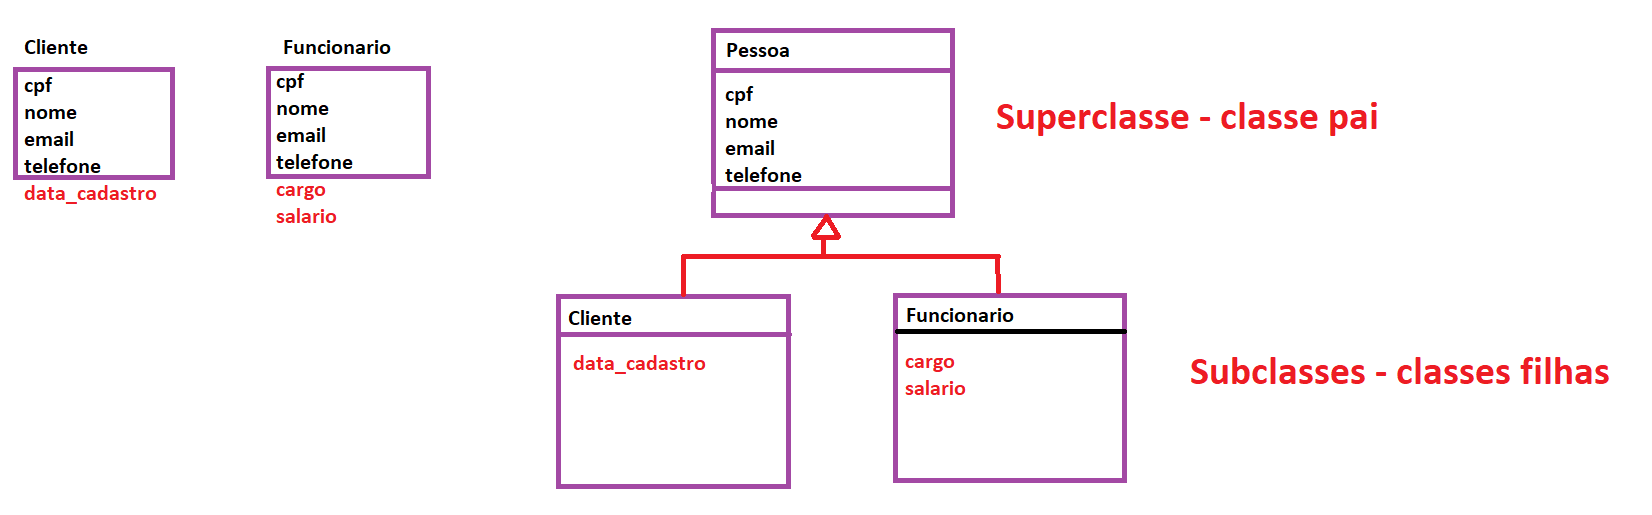 Cliente
cpf
nome
email
telefone
data_cadastro
Funcionario
cpf
nome
email
telefone
cargo
salario
Pessoa
cpf
nome
email
telefone
Superclasse - classe pai
Cliente
data_cadastro
Funcionario
cargo
salario
Subclasses - classes filhas